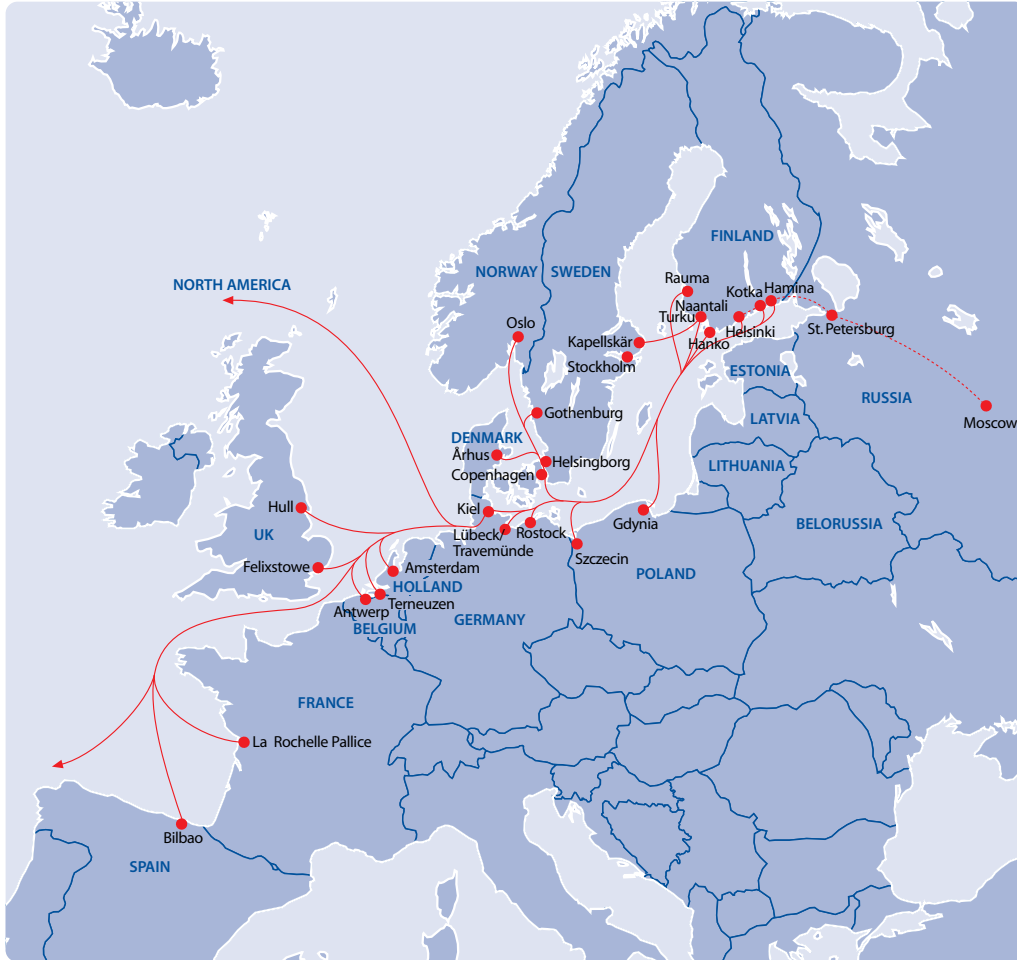 FINLAND
NORWAY
SWEDEN
Rauma
NORTH AMERICA
Kotka
Hamina
Naantali
Turku
Oslo
Helsinki
St. Petersburg
Kapellskär
Hanko
Stockholm
ESTONIA
RUSSIA
Gothenburg
LATVIA
Moscow
DENMARK
Århus
Helsingborg
LITHUANIA
Copenhagen
Hull
Kiel
Gdynia
BELORUSSIA
UK
Lübeck/
Travemünde
Rostock
Szczecin
Felixstowe
Amsterdam
POLAND
HOLLAND
Antwerp
Terneuzen
GERMANY
BELGIUM
FRANCE
La Rochelle Pallice
Bilbao
SPAIN